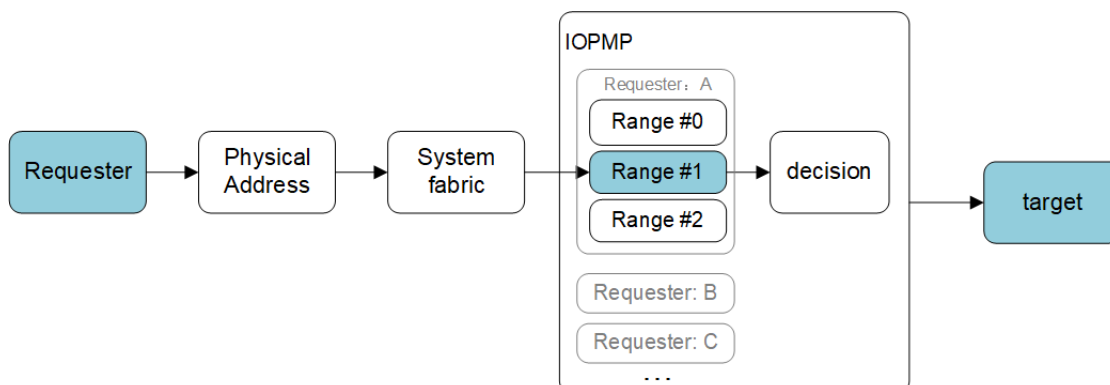 IOPMP
Requester：A
Range #0
Requester
Physical
Address
System
fabric
Range #1
decision
target
Range #2
Requester: B
Requester: C
...